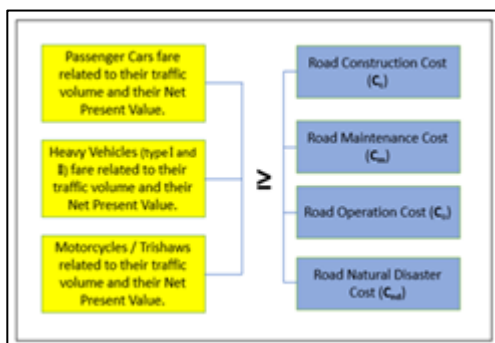 Passenger Cars fare
related to their traffic
volume and their Net
Present Value.
Heavy Vehicles (type I and
II) fare related to their
traffic volume and their
Net Present Value.
Motorcycles / Trishaws
related to their traffic
volume and their Net
Present Value.
≥
Road Construction Cost
(Cc)
Road Maintenance Cost
(Cm)
Road Operation Cost (Co)
Road Natural Disaster
Cost (Cnd)